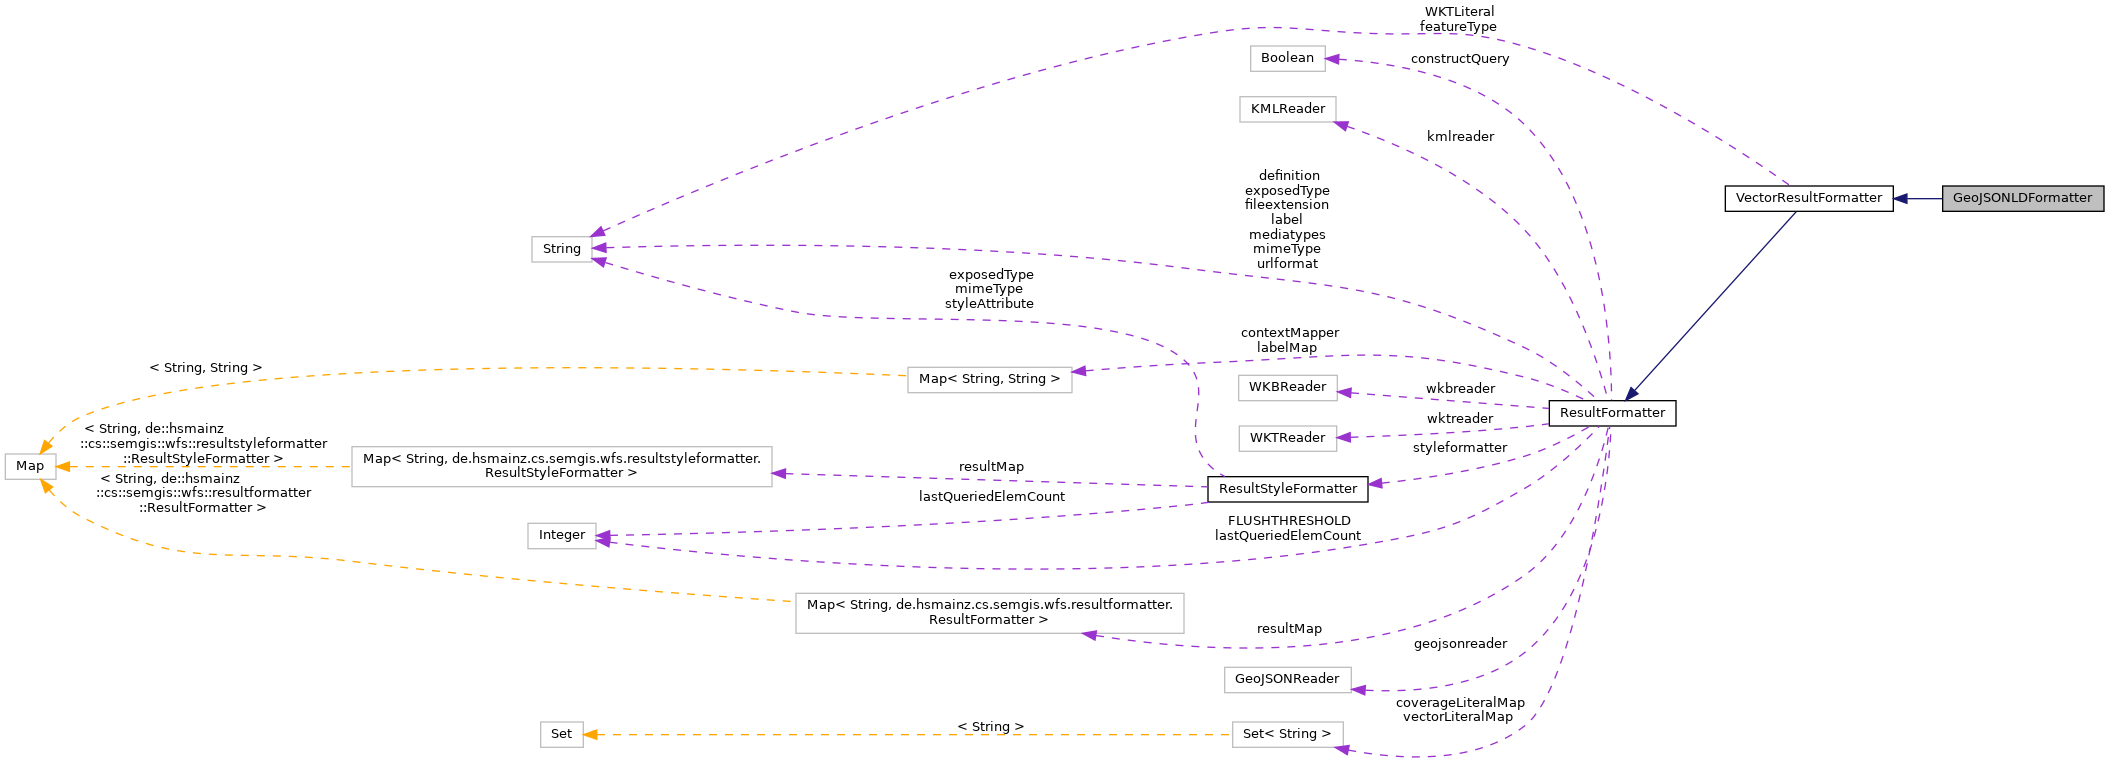 WKTLiteral
featureType
Boolean
constructQuery
KMLReader
kmlreader
definition
exposedType
fileextension
label
mediatypes
mimeType
urlformat
VectorResultFormatter
GeoJSONLDFormatter
String
exposedType
mimeType
styleAttribute
contextMapper
labelMap
< String, String >
Map< String, String >
WKBReader
wkbreader
ResultFormatter
wktreader
WKTReader
styleformatter
< String, de::hsmainz
::cs::semgis::wfs::resultstyleformatter
::ResultStyleFormatter >
Map
Map< String, de.hsmainz.cs.semgis.wfs.resultstyleformatter.
ResultStyleFormatter >
resultMap
ResultStyleFormatter
< String, de::hsmainz
::cs::semgis::wfs::resultformatter
::ResultFormatter >
lastQueriedElemCount
Integer
FLUSHTHRESHOLD
lastQueriedElemCount
Map< String, de.hsmainz.cs.semgis.wfs.resultformatter.
ResultFormatter >
resultMap
geojsonreader
GeoJSONReader
coverageLiteralMap
vectorLiteralMap
Set
< String >
Set< String >